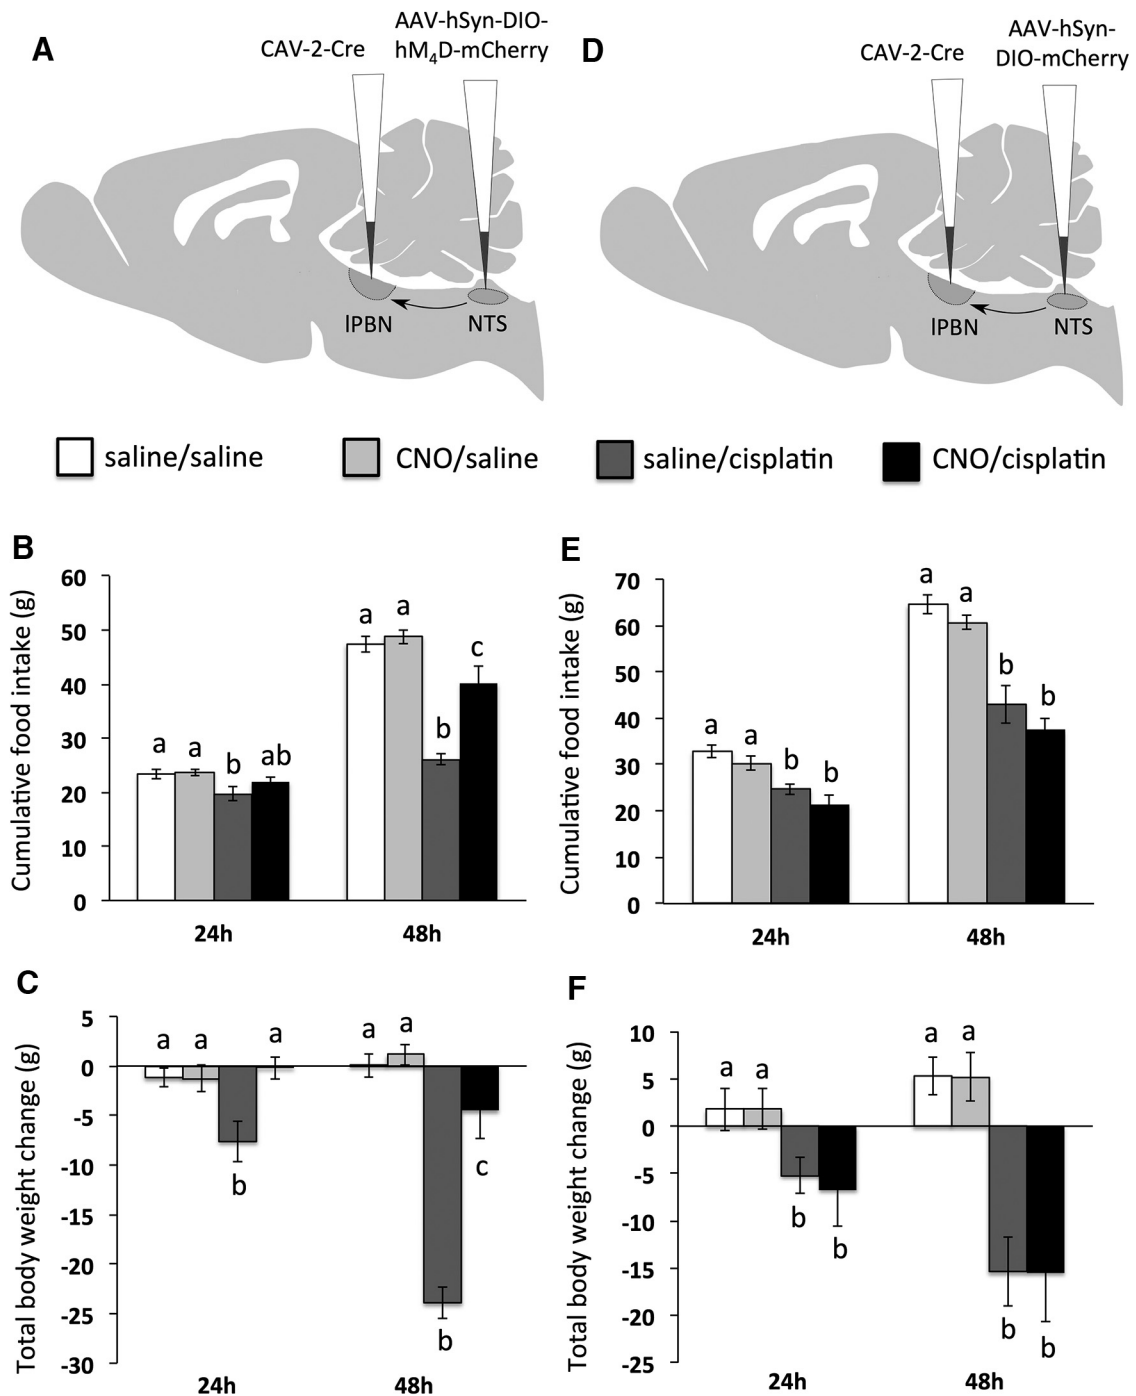 A
CAV-2-Cre
AAV-hSyn-DIO-
hM4D-mCherry
lPBN
NTS
D
CAV-2-Cre
AAV-hSyn-
DIO-mCherry
lPBN
NTS
saline/saline
CNO/saline
saline/cisplatin
CNO/cisplatin
B
Cumulative food intake (g)
60
50
40
30
20
10
0
a
a
b
ab
a
a
b
c
24h
48h
E
Cumulative food intake (g)
70
60
50
40
30
20
10
0
a
a
b
b
a
a
b
b
24h
48h
C
Total body weight change (g)
5
0
-5
-10
-15
-20
-25
-30
a
a
b
a
a
a
b
c
24h
48h
F
Total body weight change (g)
10
5
0
-5
-10
-15
-20
-25
a
a
b
b
a
a
b
b
24h
48h